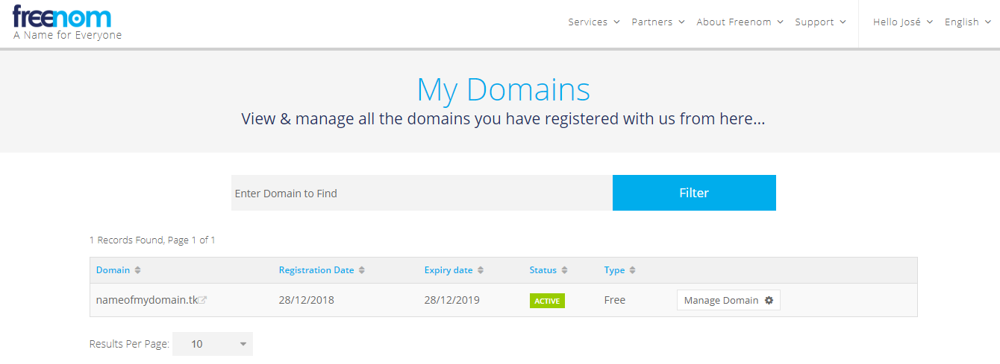 freenom
A Name for Everyone
Services Partners About Freenom Support Hello José English
My Domains
View & manage all the domains you have registered with us from here...
Enter Domain to Find Filter
1 Records Found, Page 1 of 1
Domain Registration Date Expiry date Status Type
nameofmydomain.tk 28/12/2018 28/12/2019 ACTIVE Free Manage Domain
Results Per Page: 10